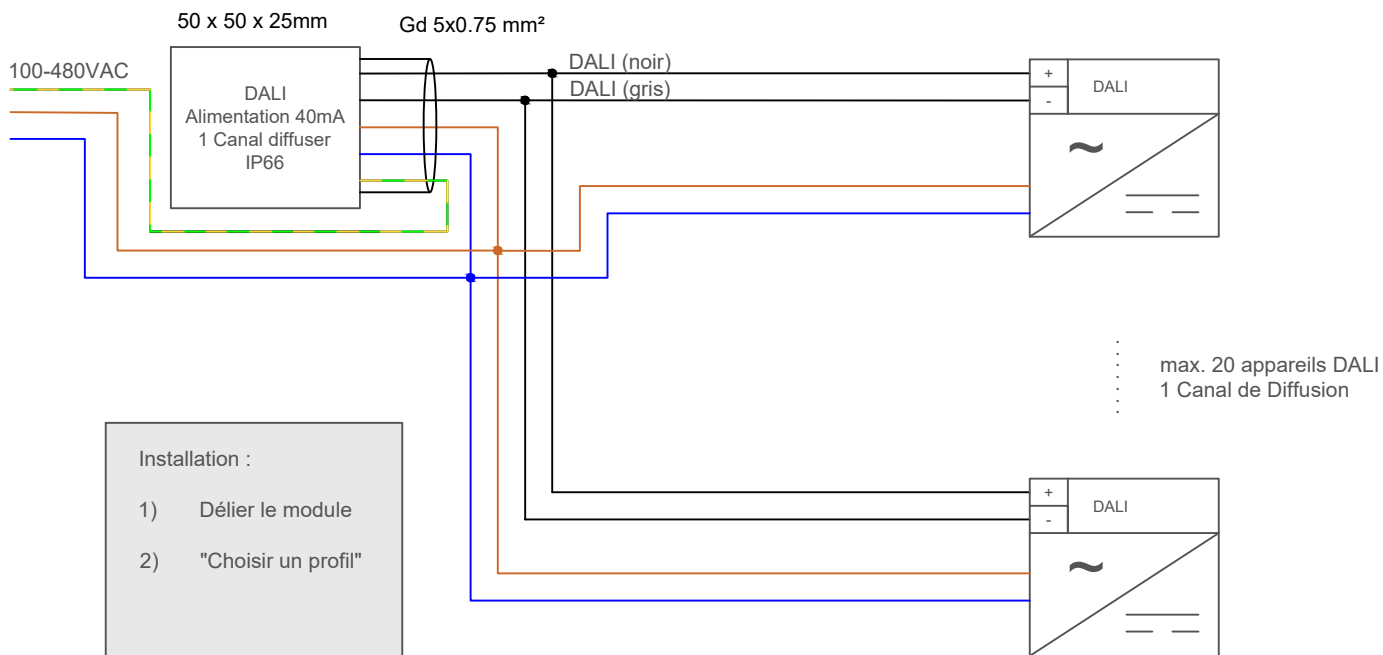 50 x 50 x 25mm
Gd 5x0.75 mm²
100-480VAC
DALI
Alimentation 40mA
1 Canal diffuser
IP66
DALI (noir)
DALI (gris)
+
-
DALI
~
max. 20 appareils DALI
1 Canal de Diffusion
Installation :
1) Délier le module
2) "Choisir un profil"
+
-
DALI
~